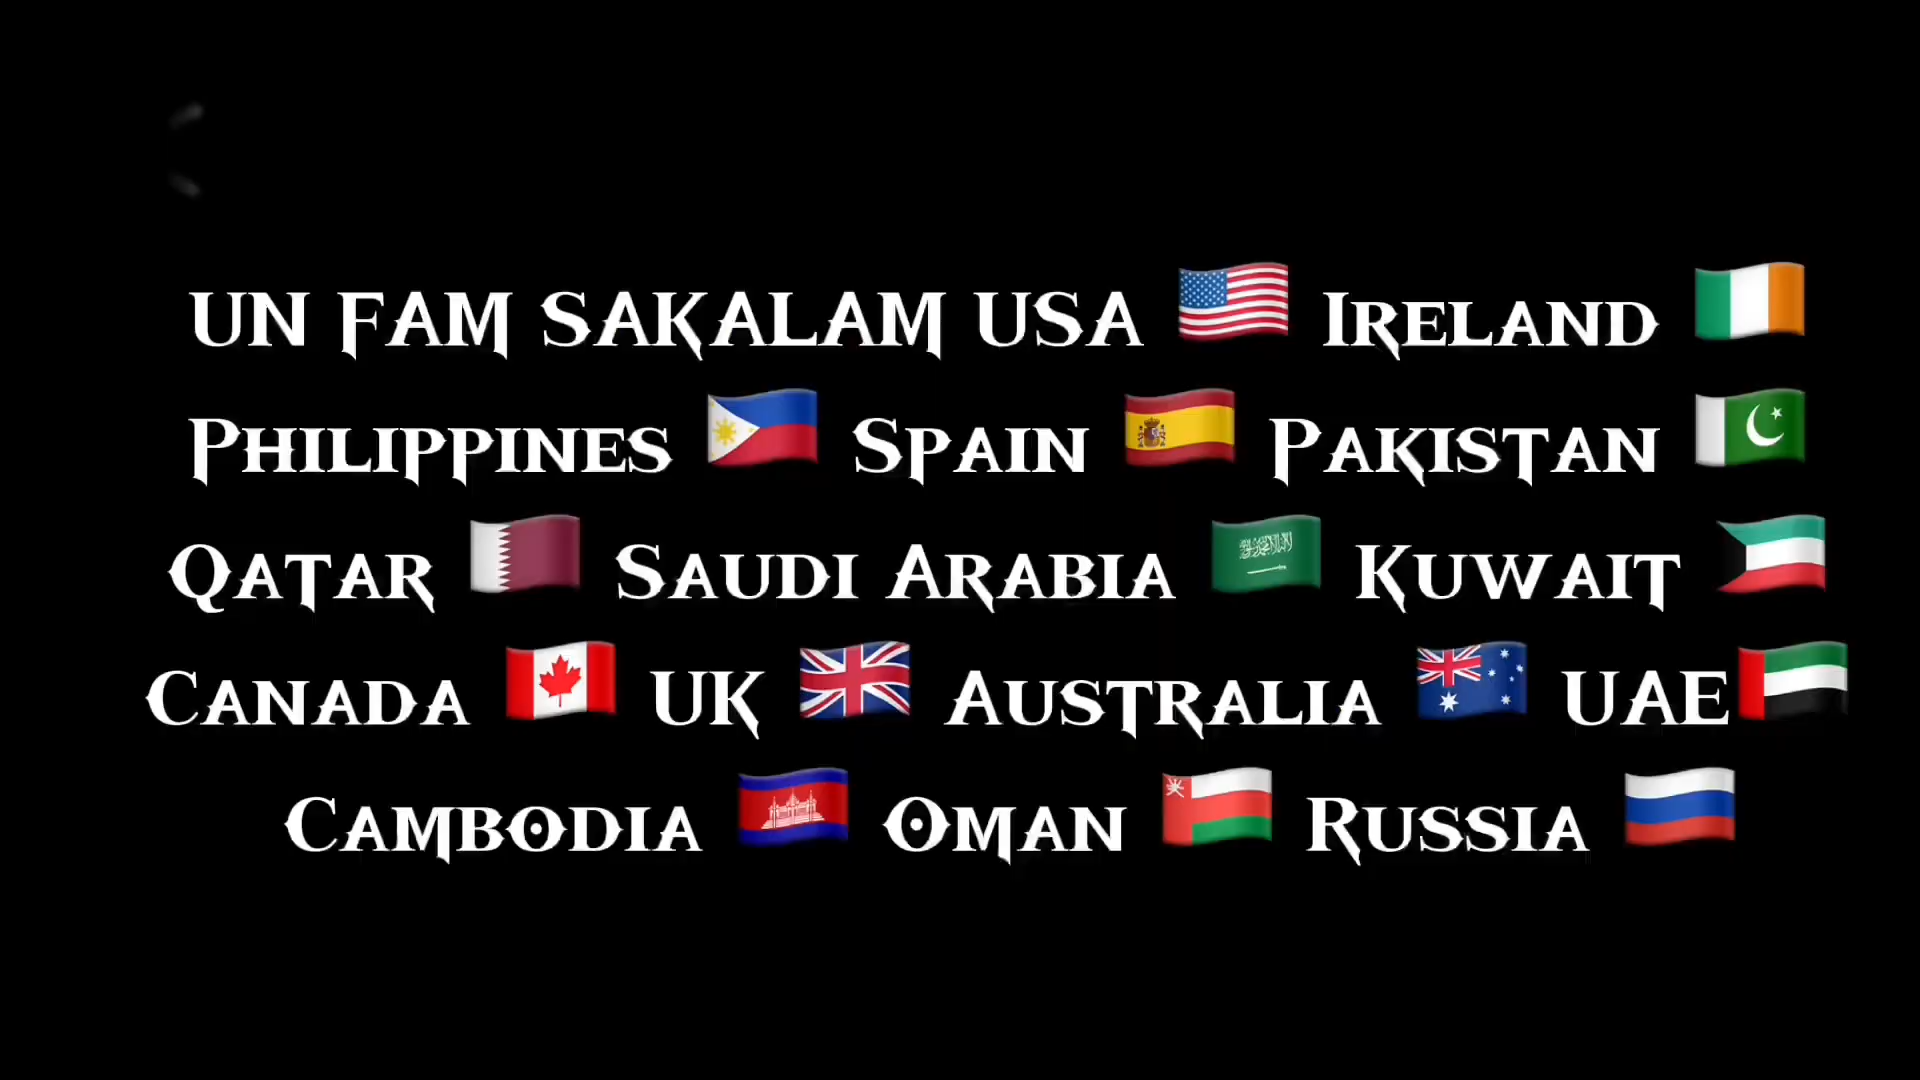 UN FAM SAKALAM USA 🇺🇸 Ireland 🇮🇪
Philippines 🇵🇭 Spain 🇪🇸 Pakistan 🇵🇰
Qatar 🇶🇦 Saudi Arabia 🇸🇦 Kuwait 🇰🇼
Canada 🇨🇦 UK 🇬🇧 Australia 🇦🇺 UAE🇦🇪
Cambodia 🇰🇭 Oman 🇴🇲 Russia 🇷🇺